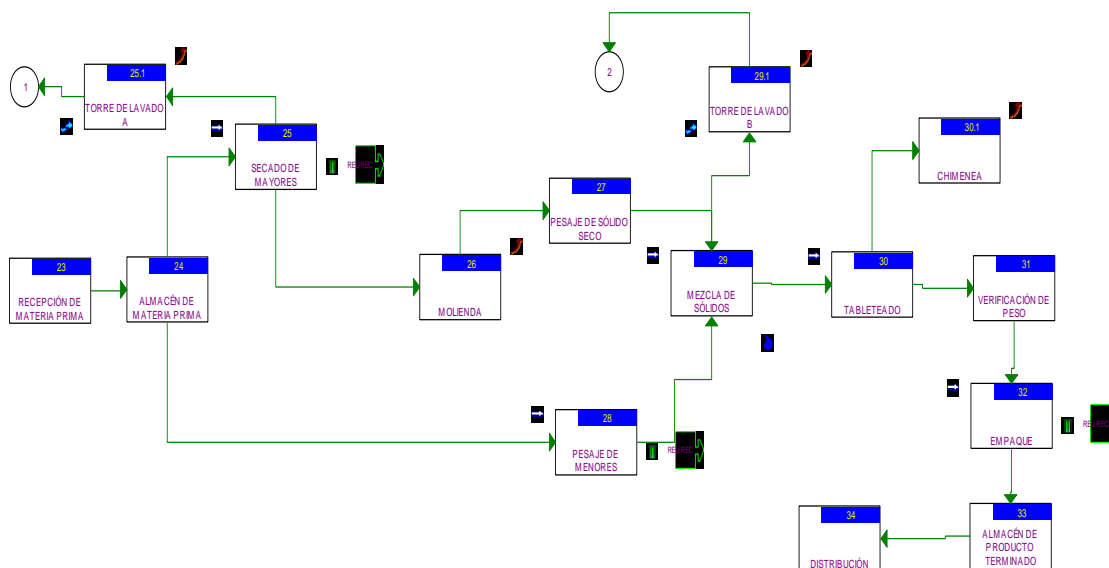 2
25.1
TORRE DE LAVADO
A
1
29.1
TORRE DE LAVADO
B
30.1
CHIMENEA
25
SECADO DE
MAYORES
27
PESAJE DE SÓLIDO
SECO
23
RECEPCIÓN DE
MATERIA PRIMA
24
ALMACÉN DE
MATERIA PRIMA
26
MOLIENDA
29
MEZCLA DE
SÓLIDOS
30
TABLETEADO
31
VERIFICACIÓN DE
PESO
28
PESAJE DE
MENORES
32
EMPAQUE
33
ALMACÉN DE
PRODUCTO
TERMINADO
34
DISTRIBUCIÓN